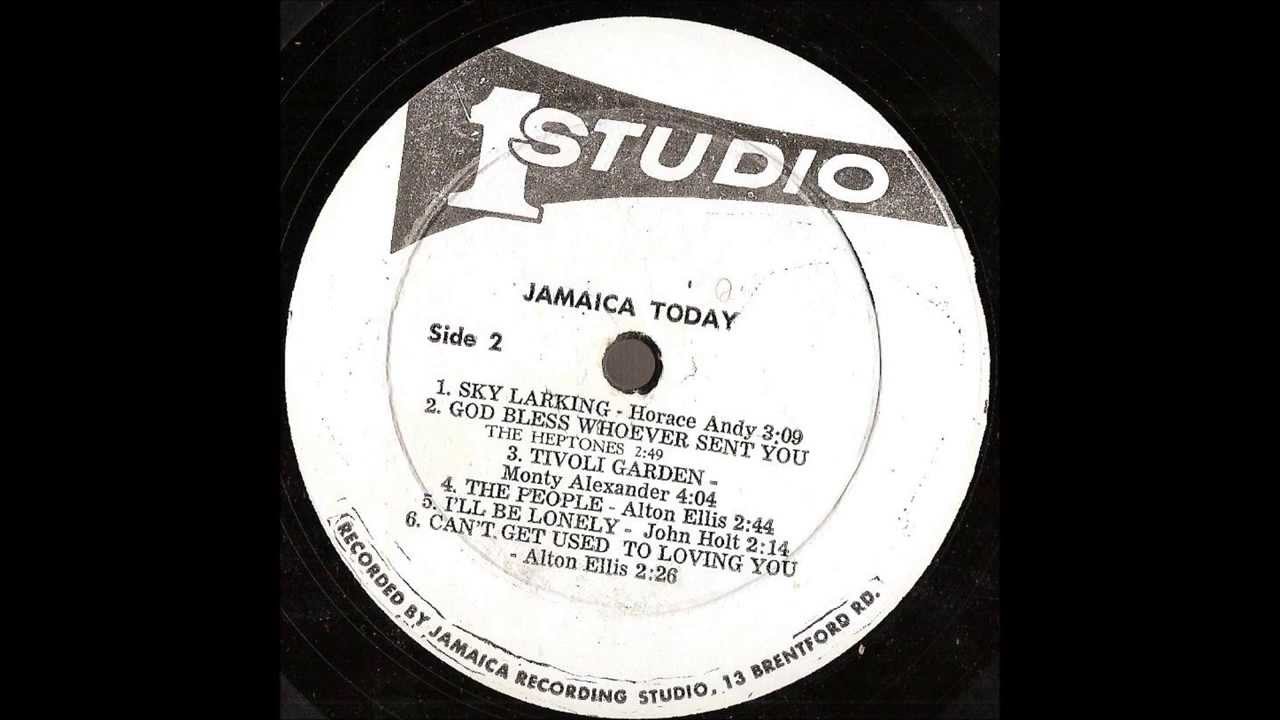 1 STUDIO
JAMAICA TODAY
Side 2
1. SKY LARKING - Horace Andy 3:09
2. GOD BLESS WHOEVER SENT YOU
THE HEPTONES 2:49
3. TIVOLI GARDEN -
Monty Alexander 4:04
4. THE PEOPLE - Alton Ellis 2:44
5. I'LL BE LONELY - John Holt 2:14
6. CAN'T GET USED TO LOVING YOU
- Alton Ellis 2:26
RECORDED BY JAMAICA RECORDING STUDIO, 13 BRENTFORD RD.